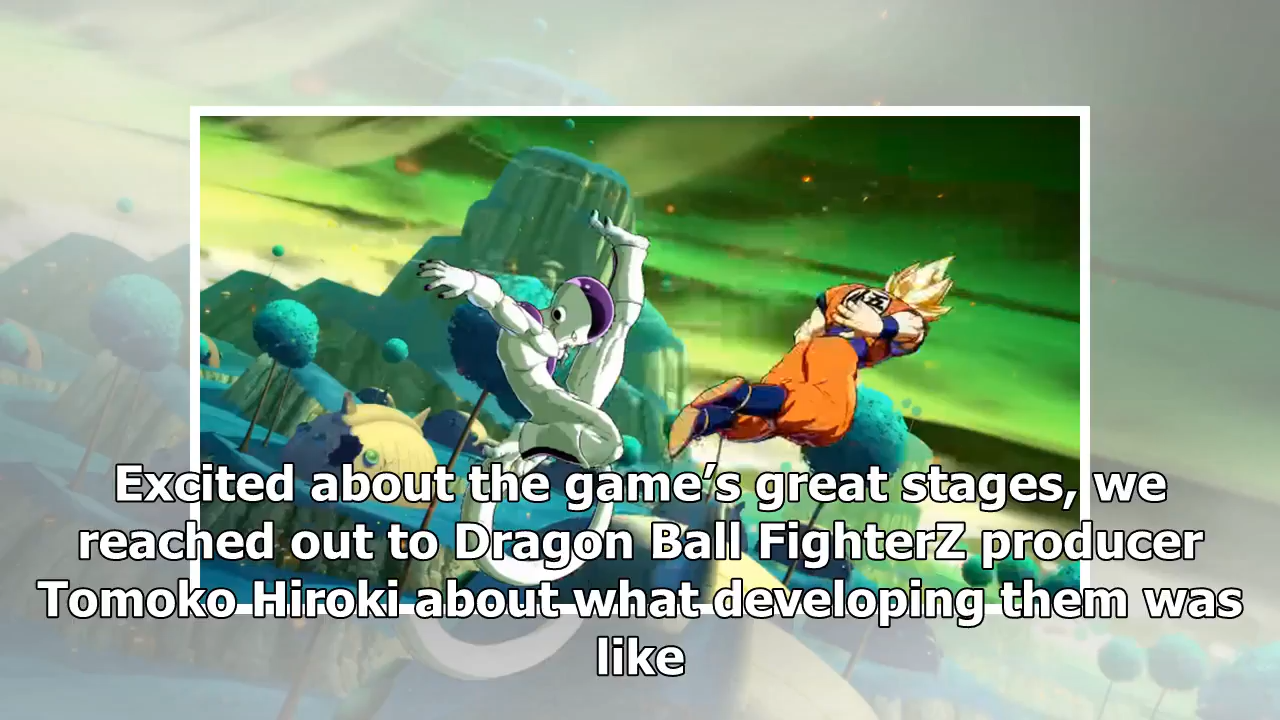 五
Excited about the game’s great stages, we
reached out to Dragon Ball FighterZ producer
Tomoko Hiroki about what developing them was
like